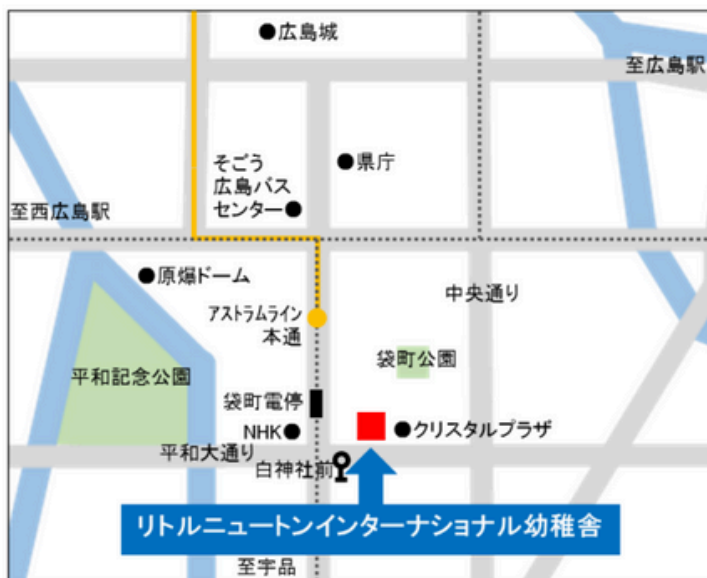 広島城
至広島駅
県庁
そごう
広島バス
センター
至西広島駅
原爆ドーム
中央通り
アストラムライン
本通
袋町公園
平和記念公園
袋町電停
NHK
クリスタルプラザ
平和大通り
白神社前
リトルニュートンインターナショナル幼稚舎
至宇品